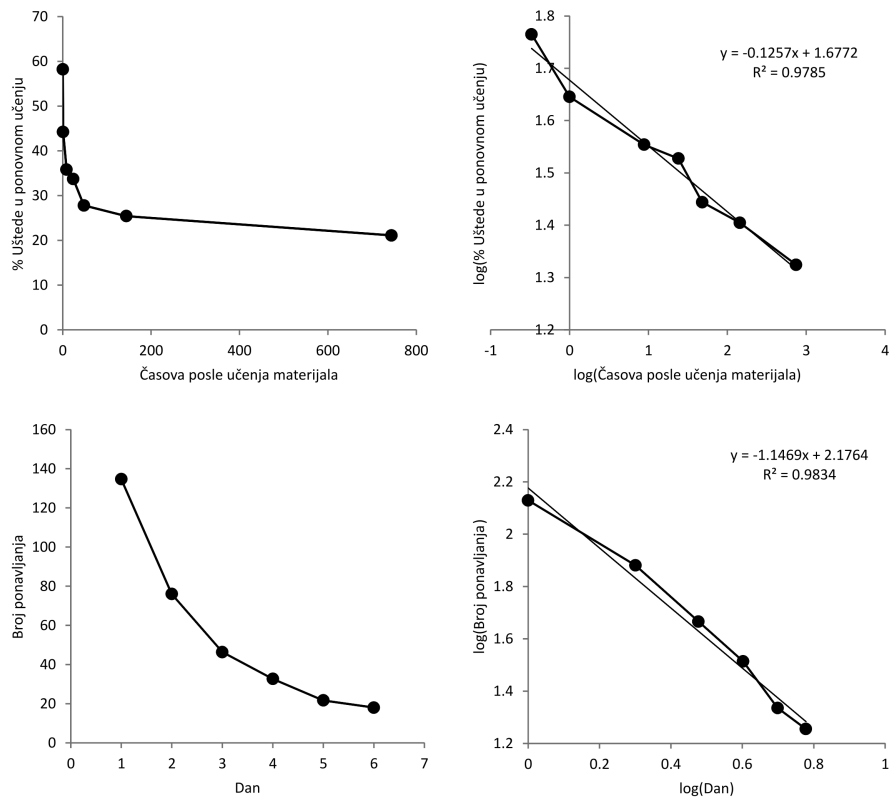 70
60
50
40
30
20
10
0
0 200 400 600 800
% Uštede u ponovnom učenju
Časova posle učenja materijala
1.8
1.7
1.6
1.5
1.4
1.3
1.2
-1 0 1 2 3 4
log(% Uštede u ponovnom učenju)
log(Časova posle učenja materijala)
y = -0.1257x + 1.6772
R² = 0.9785
160
140
120
100
80
60
40
20
0
0 1 2 3 4 5 6 7
Broj ponavljanja
Dan
2.4
2.2
2
1.8
1.6
1.4
1.2
0 0.2 0.4 0.6 0.8 1
log(Broj ponavljanja)
log(Dan)
y = -1.1469x + 2.1764
R² = 0.9834